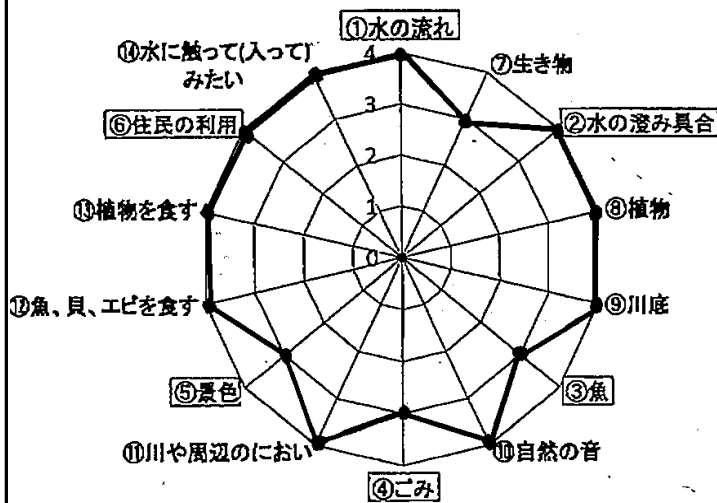 ①水の流れ
⑦生き物
②水の澄み具合
⑧植物
⑨川底
③魚
⑩自然の音
④ごみ
⑪川や周辺のにおい
⑤景色
⑫魚、貝、エビを食す
⑬植物を食す
⑥住民の利用
⑭水に触って(入って)
みたい
4
3
2
1
0